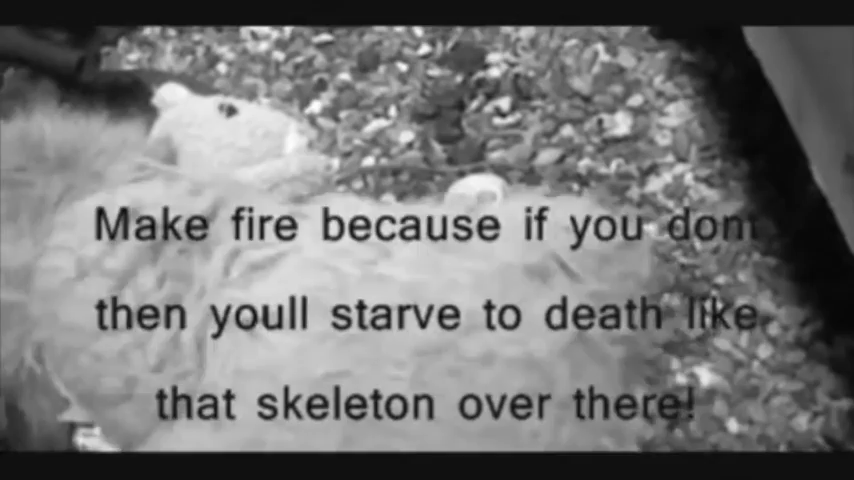 Make fire because if you dont
then youll starve to death like
that skeleton over there!